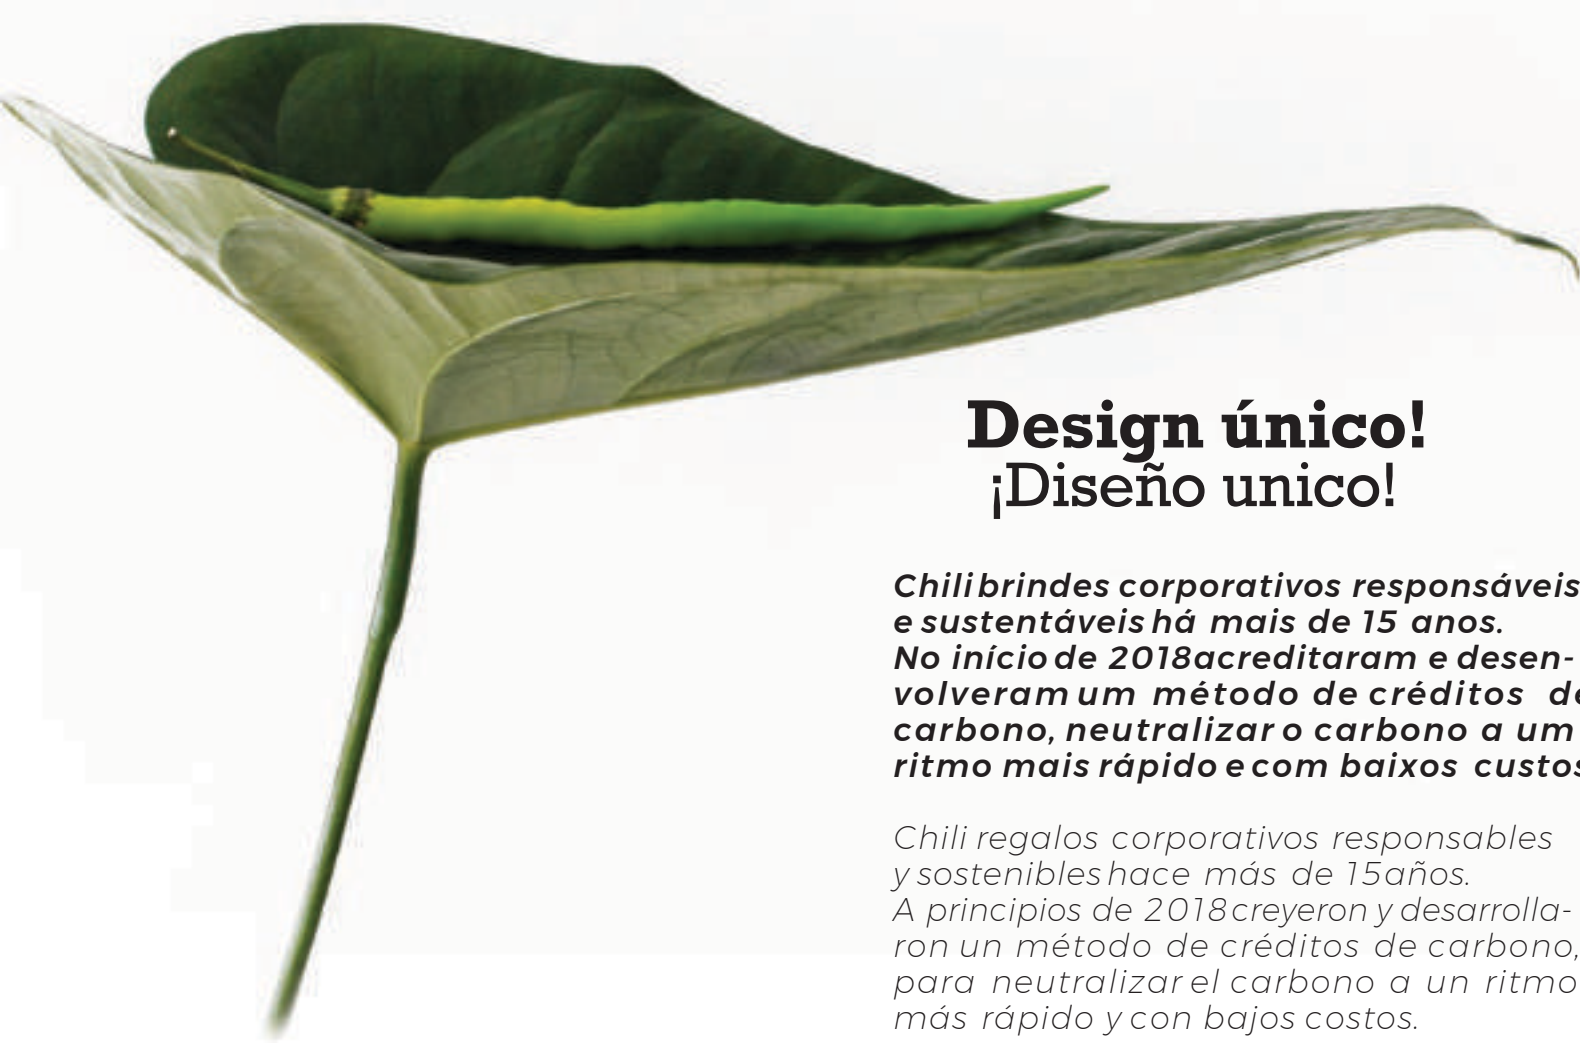 Design único!
¡Diseño unico!
Chili brindes corporativos responsáveis
e sustentáveis há mais de 15 anos.
No início de 2018 acreditaram e desen-
volveram um método de créditos de
carbono, neutralizar o carbono a um
ritmo mais rápido e com baixos custos
Chili regalos corporativos responsables
y sostenibles hace más de 15 años.
A principios de 2018 creyeron y desarrolla-
ron un método de créditos de carbono,
para neutralizar el carbono a un ritmo
más rápido y con bajos costos.